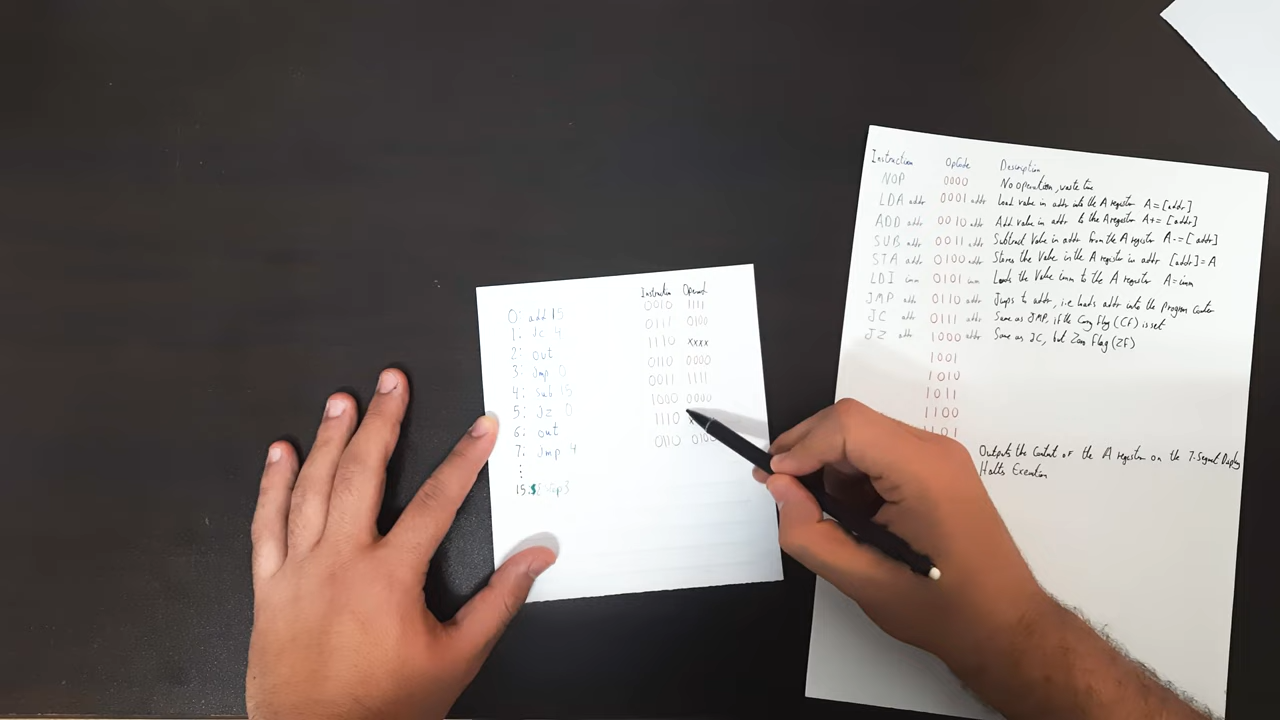 Instruction Operand
0: add 15 0010 1111
1: Jc 4 0111 0100
2: out 1110 xxxx
3: Jmp 0 0110 0000
4: sub 15 0011 1111
5: Jz 0 1000 0000
6: out 1110 x
7: Jmp 4 0110 0100
⋮
15:
Instruction OpCode Description
NOP 0000 No operation, waste time
LDA addr 0001 addr Load value in addr into the A register A=[addr]
ADD addr 0010 addr Add value in addr to the A register A+=[addr]
SUB addr 0011 addr Subtract Value in addr from the A register A-=[addr]
STA addr 0100 addr Stores the Value in the A register in addr [addr]=A
LDI imm 0101 imm Loads the Value imm to the A register A=imm
JMP addr 0110 addr Jumps to addr, i.e loads addr into the program counter
JC addr 0111 addr Same as JMP, if the Carry flag (CF) is set
JZ addr 1000 addr Same as JC, but Zero flag (ZF)
1001
1010
1011
1100
1101
Outputs the Content of the A register on the 7-Segment Display
Halts Execution